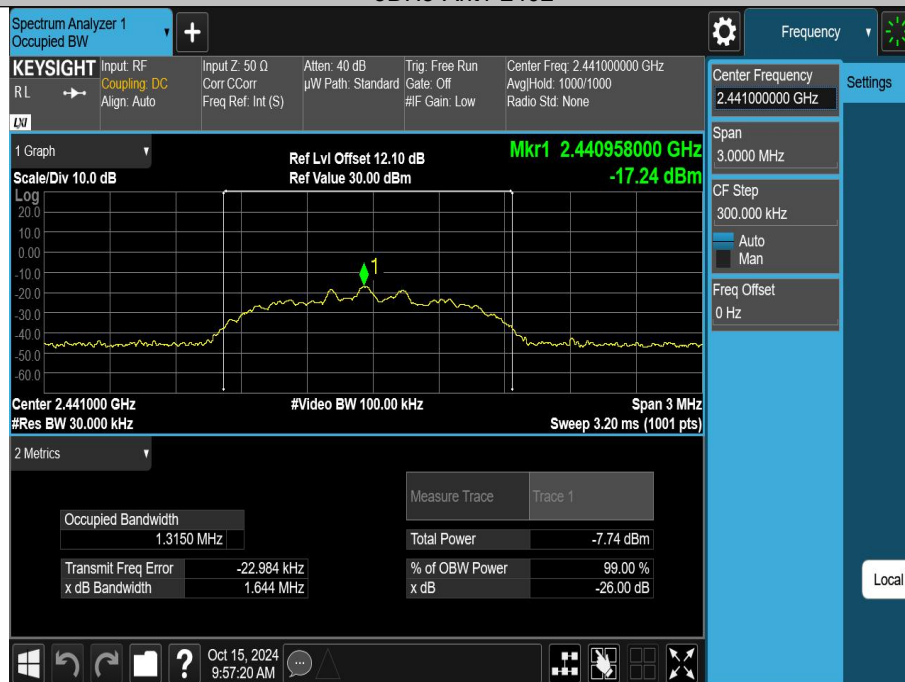 Spectrum Analyzer 1
Occupied BW
Frequency
KEYSIGHT
RL
LXI
Input: RF
Coupling: DC
Align: Auto
Input Z: 50 Ω
Corr CCorr
Freq Ref: Int (S)
Atten: 40 dB
µW Path: Standard
Trig: Free Run
Gate: Off
#IF Gain: Low
Center Freq: 2.441000000 GHz
Avg|Hold: 1000/1000
Radio Std: None
Center Frequency
2.441000000 GHz
Settings
Span
3.0000 MHz
CF Step
300.000 kHz
Auto
Man
Freq Offset
0 Hz
1 Graph
Scale/Div 10.0 dB
Ref Lvl Offset 12.10 dB
Ref Value 30.00 dBm
Mkr1 2.440958000 GHz
-17.24 dBm
Log
20.0
10.0
0.00
-10.0
-20.0
-30.0
-40.0
-50.0
-60.0
1
Center 2.441000 GHz
#Video BW 100.00 kHz
Span 3 MHz
#Res BW 30.000 kHz
Sweep 3.20 ms (1001 pts)
2 Metrics
Measure Trace Trace 1
Occupied Bandwidth
1.3150 MHz
Total Power -7.74 dBm
Transmit Freq Error -22.984 kHz
% of OBW Power 99.00 %
x dB Bandwidth 1.644 MHz
x dB -26.00 dB
Local
Oct 15, 2024
9:57:20 AM